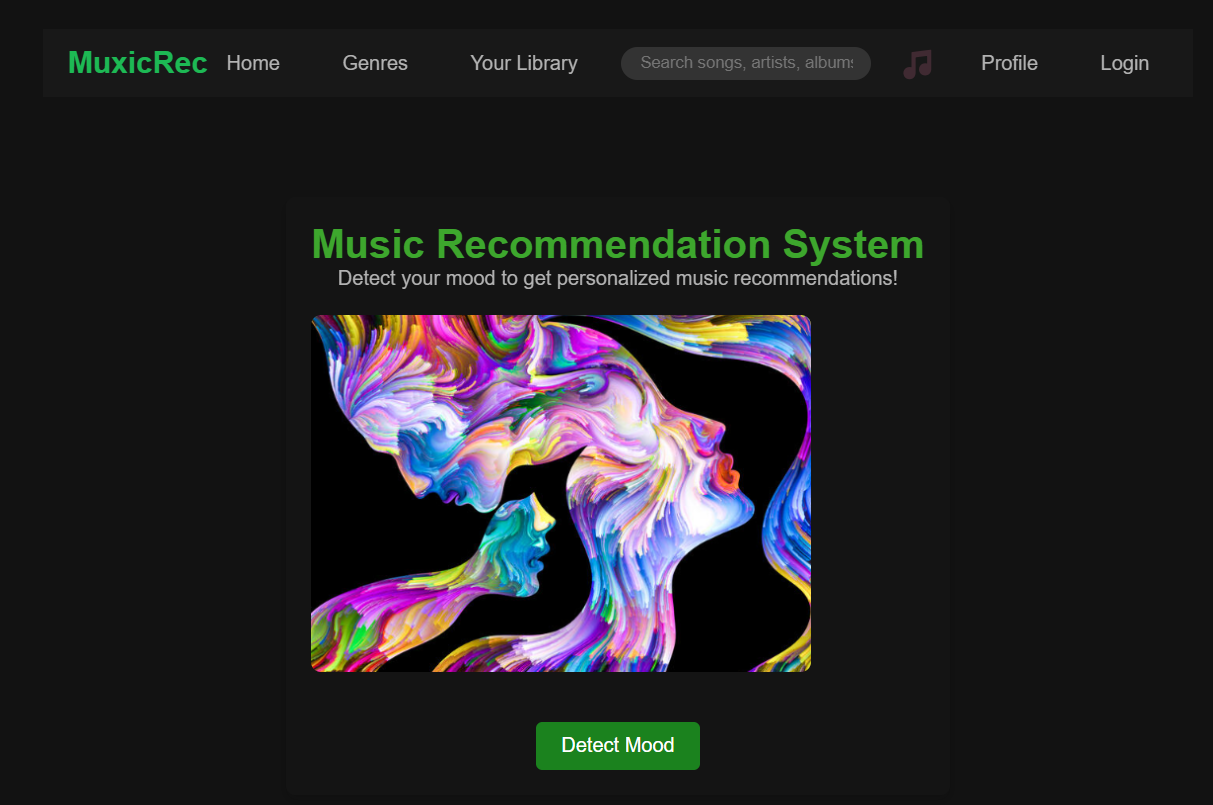 MuxicRec Home Genres Your Library Search songs, artists, albums Profile Login
Music Recommendation System
Detect your mood to get personalized music recommendations!
Detect Mood